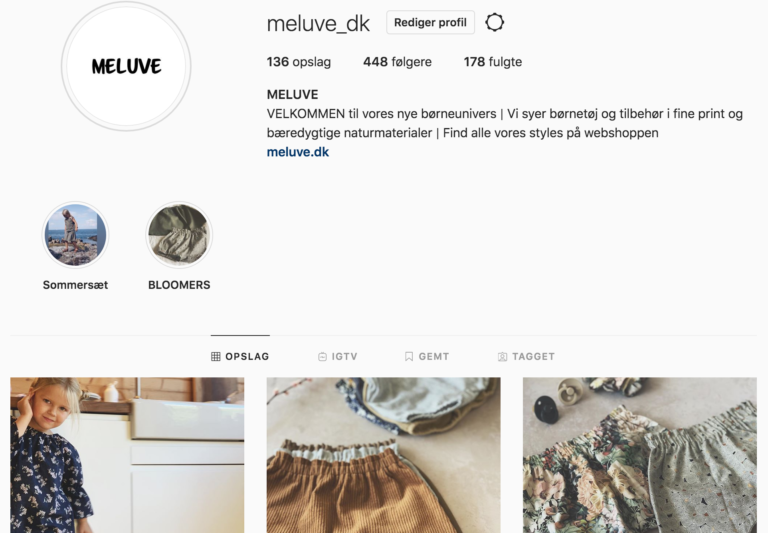 MELUVE
meluve_dk Rediger profil
136 opslag 448 følgere 178 fulgte
MELUVE
VELKOMMEN til vores nye børneunivers | Vi syer børnetøj og tilbehør i fine print og
bæredygtige naturmaterialer | Find alle vores styles på webshoppen
meluve.dk
Sommersæt BLOOMERS
OPSLAG IGTV GEMT TAGGET